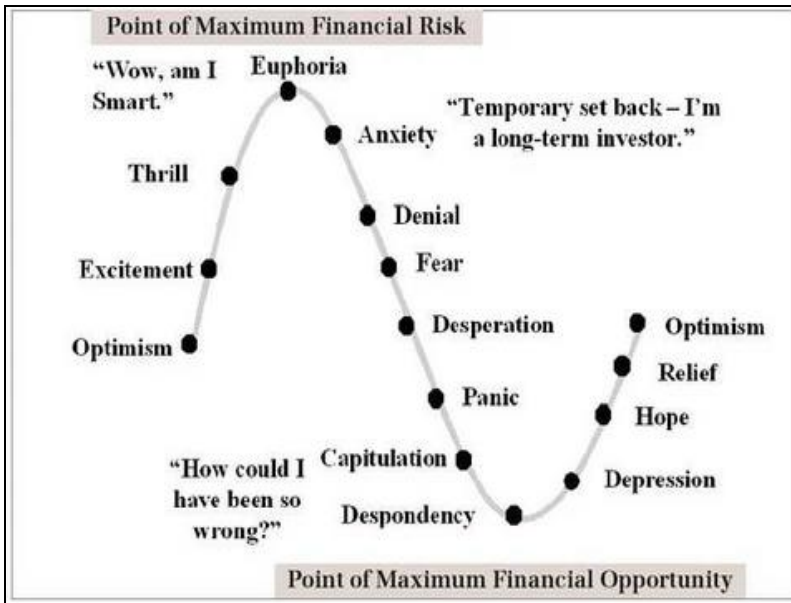 Point of Maximum Financial Risk
“Wow, am I
Smart.”
Euphoria
“Temporary set back – I’m
a long-term investor.”
Anxiety
Thrill
Denial
Excitement
Fear
Optimism
Desperation
Optimism
Relief
Panic
Hope
“How could I
have been so
wrong?”
Capitulation
Depression
Despondency
Point of Maximum Financial Opportunity